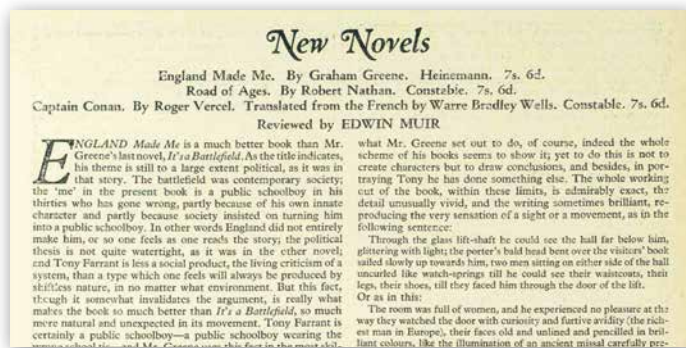 New Novels
England Made Me. By Graham Greene. Heinemann. 7s. 6d.
Road of Ages. By Robert Nathan. Constable. 7s. 6d.
Captain Conan. By Roger Vercel. Translated from the French by Warre Bradley Wells. Constable. 7s. 6d.
Reviewed by EDWIN MUIR
ENGLAND Made Me is a much better book than Mr.
Greene's last novel, It's a Battlefield. As the title indicates,
his theme is still to a large extent political, as it was in
that story. The battlefield was contemporary society;
the 'me' in the present book is a public schoolboy in his
thirties who has gone wrong, partly because of his own innate
character and partly because society insisted on turning him
into a public schoolboy. In other words England did not entirely
make him, or so one feels as one reads the story; the political
thesis is not quite watertight, as it was in the other novel;
and Tony Farrant is less a social product, the living criticism of a
system, than a type which one feels will always be produced by
shiftless nature, in no matter what environment. But this fact,
though it somewhat invalidates the argument, is really what
makes the book so much better than It's a Battlefield, so much
more natural and unexpected in its movement. Tony Farrant is
certainly a public schoolboy—a public schoolboy wearing the
wrong school tie—and Mr. Greene uses this fact in the most skil-
what Mr. Greene set out to do, of course, indeed the whole
scheme of his books seems to show it; yet to do this is not to
create characters but to draw conclusions, and besides, in por-
traying Tony he has done something else. The whole working
out of the book, within these limits, is admirably exact, the
detail unusually vivid, and the writing sometimes brilliant, re-
producing the very sensation of a sight or a movement, as in the
following sentence:
Through the glass lift-shaft he could see the hall far below him,
glittering with light; the porter's bald head bent over the visitors' book
sailed slowly up towards him, two men sitting on either side of the hall
uncurled like watch-springs till he could see their waistcoats, their
legs, their shoes, till they faced him through the door of the lift.
Or as in this:
The room was full of women, and he experienced no pleasure at the
way they watched the door with curiosity and furtive avidity (the rich-
est man in Europe), their faces old and unlined and pencilled in bril-
liant colours, like the illumination of an ancient missal carefully pre-